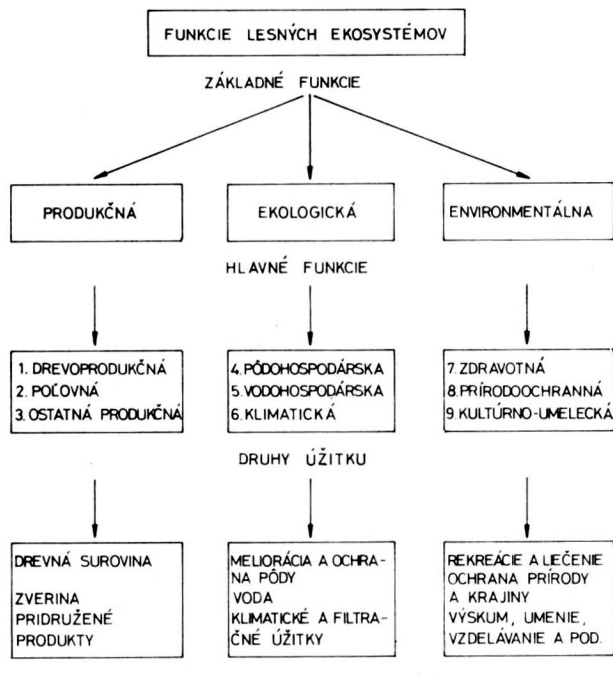 FUNKCIE LESNÝCH EKOSYSTÉMOV
ZÁKLADNÉ FUNKCIE
PRODUKČNÁ
EKOLOGICKÁ
ENVIRONMENTÁLNA
HLAVNÉ FUNKCIE
1. DREVOPRODUKČNÁ
2. POĽOVNÁ
3. OSTATNÁ PRODUKČNÁ
4. PÔDOHOSPODÁRSKA
5. VODOHOSPODÁRSKA
6. KLIMATICKÁ
7. ZDRAVOTNÁ
8. PRÍRODOOCHRANNÁ
9. KULTÚRNO-UMELECKÁ
DRUHY ÚŽITKU
DREVNÁ SUROVINA
ZVERINA
PRIDRUŽENÉ
PRODUKTY
MELIORÁCIA A OCHRA-
NA PÔDY
VODA
KLIMATICKÉ A FILTRA-
ČNÉ ÚŽITKY
REKREÁCIE A LIEČENIE
OCHRANA PRÍRODY
A KRAJINY
VÝSKUM, UMENIE,
VZDELÁVANIE A POD.